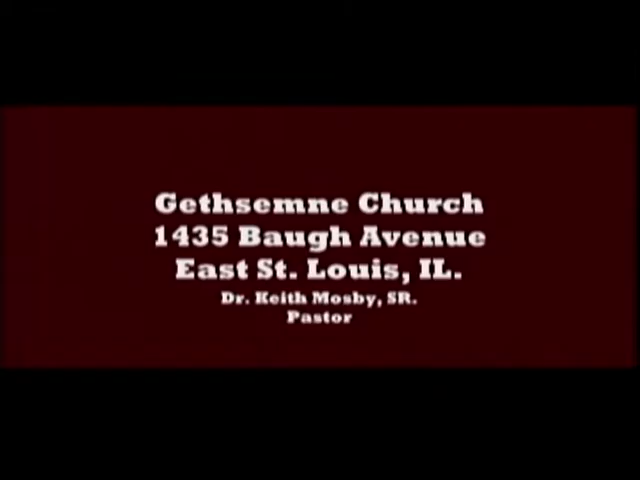 Gethsemne Church
1435 Baugh Avenue
East St. Louis, IL.
Dr. Keith Mosby, SR.
Pastor